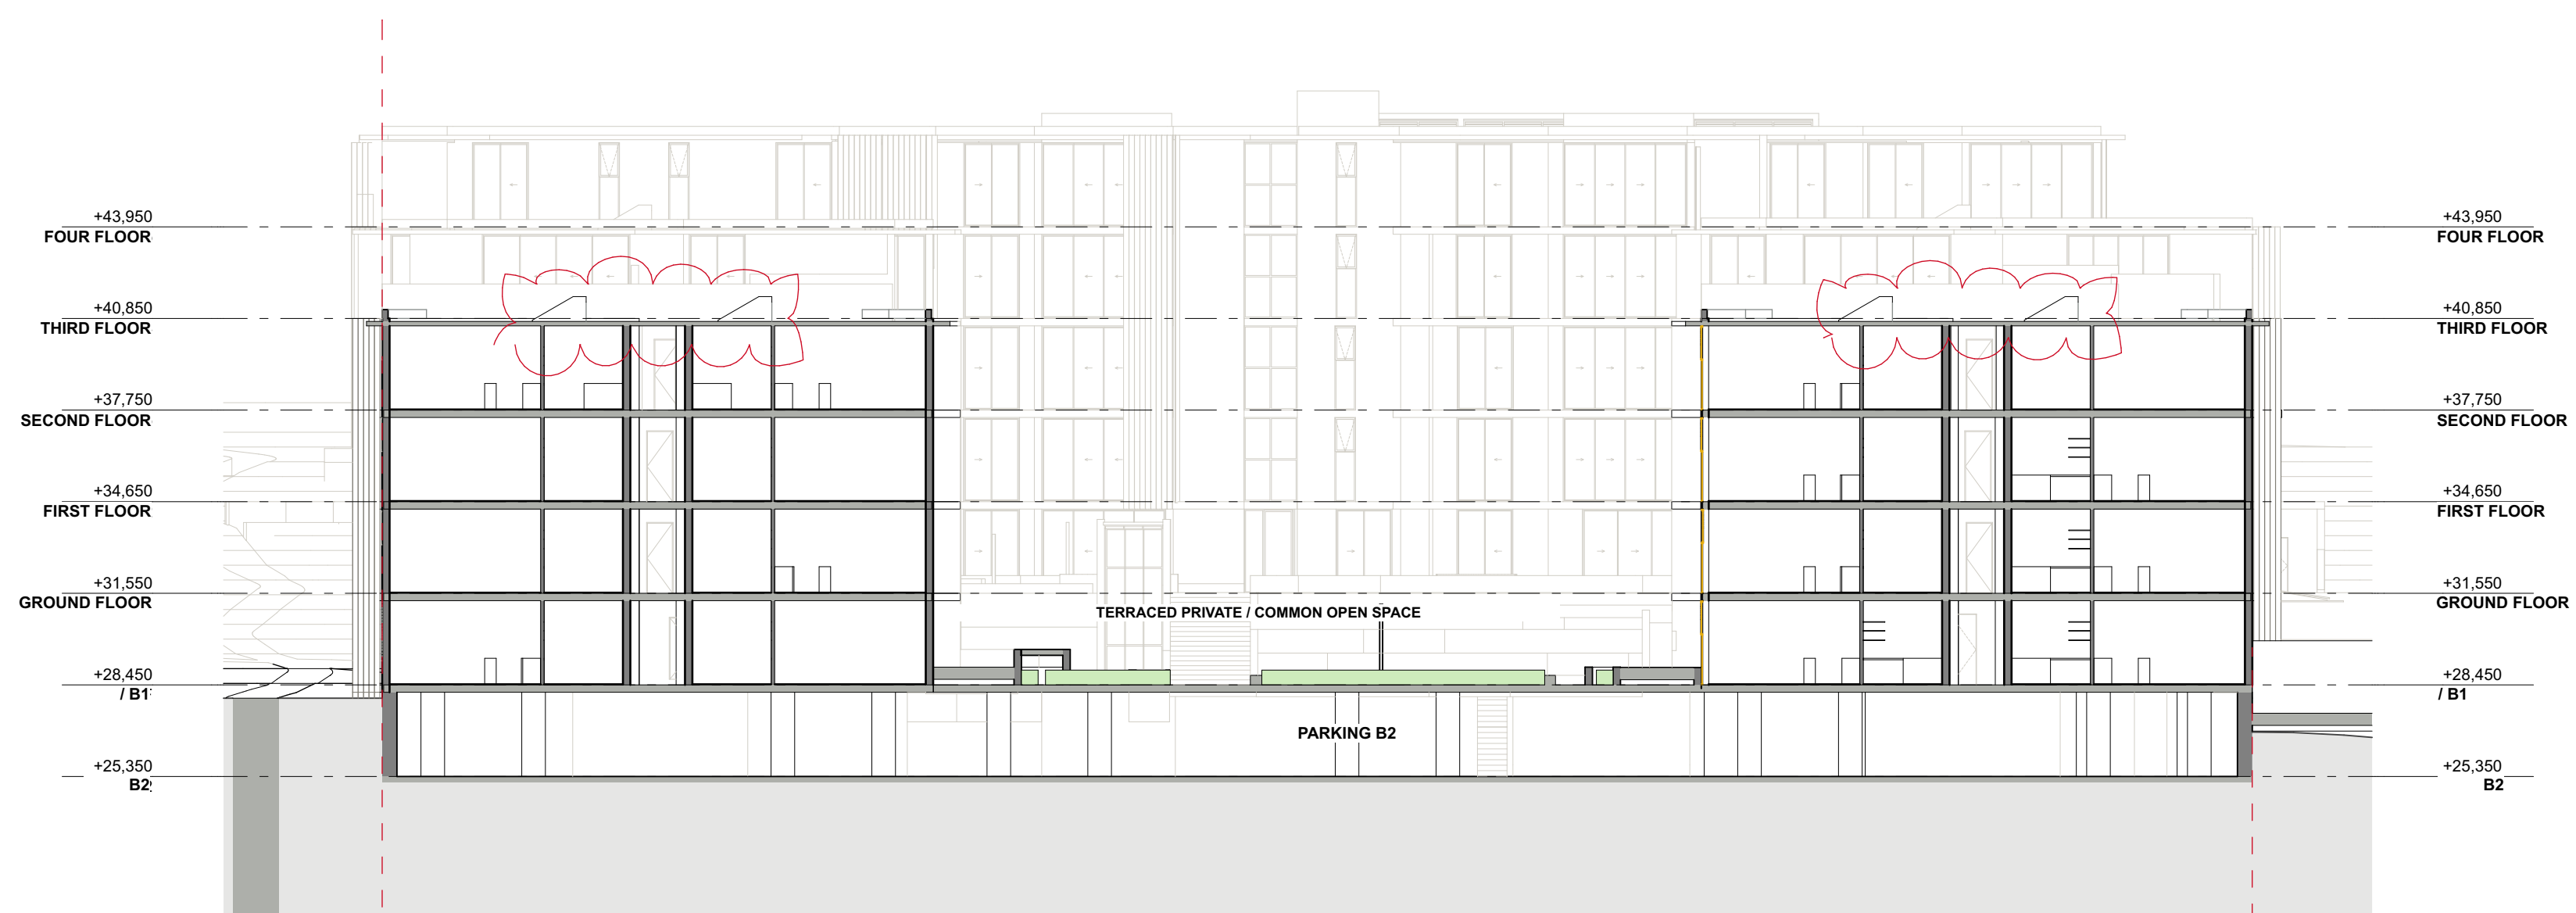 +43,950
FOUR FLOOR
+43,950
FOUR FLOOR
+40,850
THIRD FLOOR
+40,850
THIRD FLOOR
+37,750
SECOND FLOOR
+37,750
SECOND FLOOR
+34,650
FIRST FLOOR
+34,650
FIRST FLOOR
+31,550
GROUND FLOOR
+31,550
GROUND FLOOR
TERRACED PRIVATE / COMMON OPEN SPACE
+28,450
/ B1
+28,450
/ B1
PARKING B2
+25,350
B2
+25,350
B2